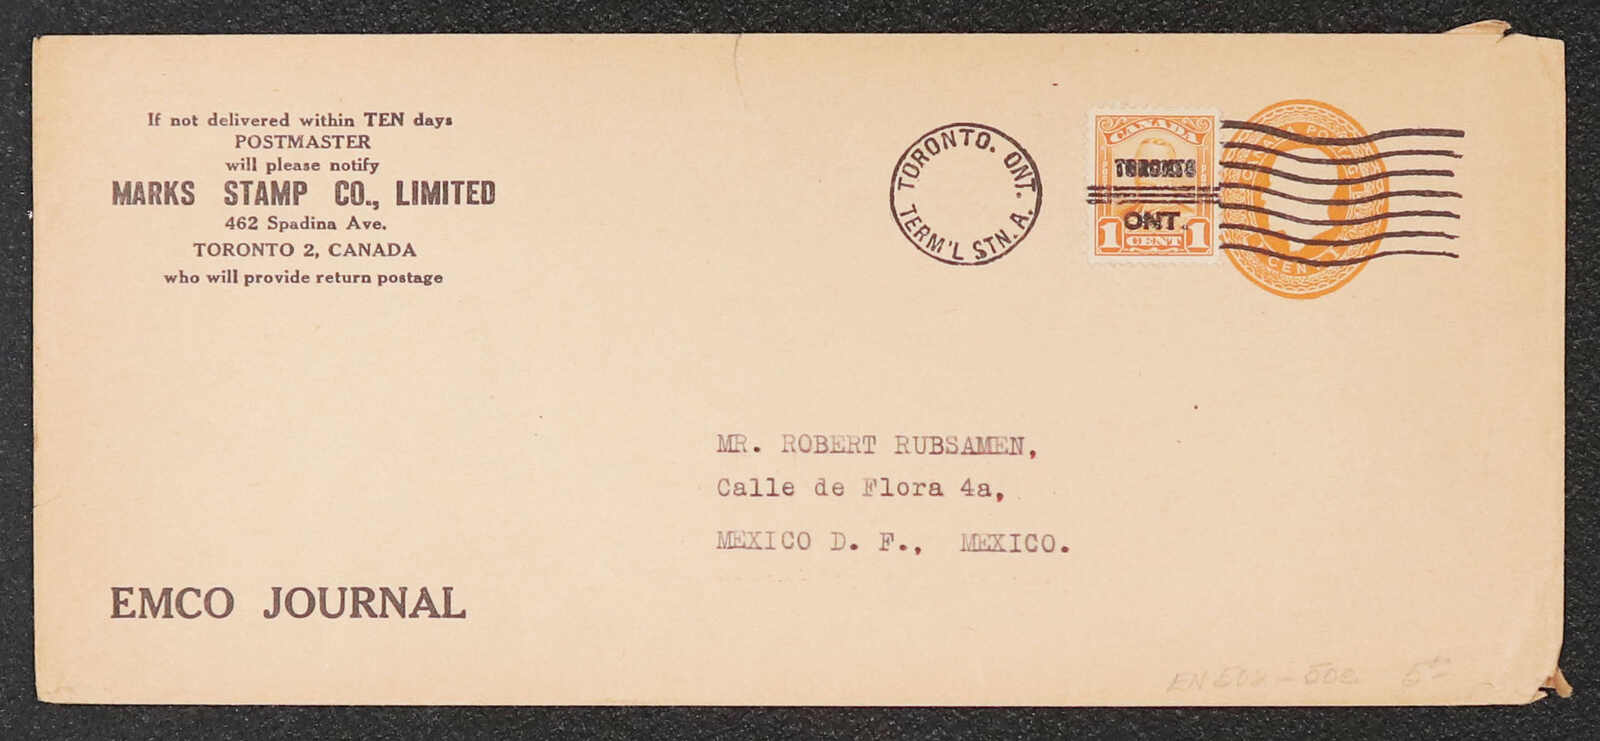 If not delivered within TEN days
POSTMASTER
will please notify
MARKS STAMP CO., LIMITED
462 Spadina Ave.
TORONTO 2, CANADA
who will provide return postage
TORONTO. ONT.
TERM'L STN. A.
CANADA
TORONTO
ONT.
1 CENT 1
MR. ROBERT RUBSAMEN,
Calle de Flora 4a,
MEXICO D. F., MEXICO.
EMCO JOURNAL